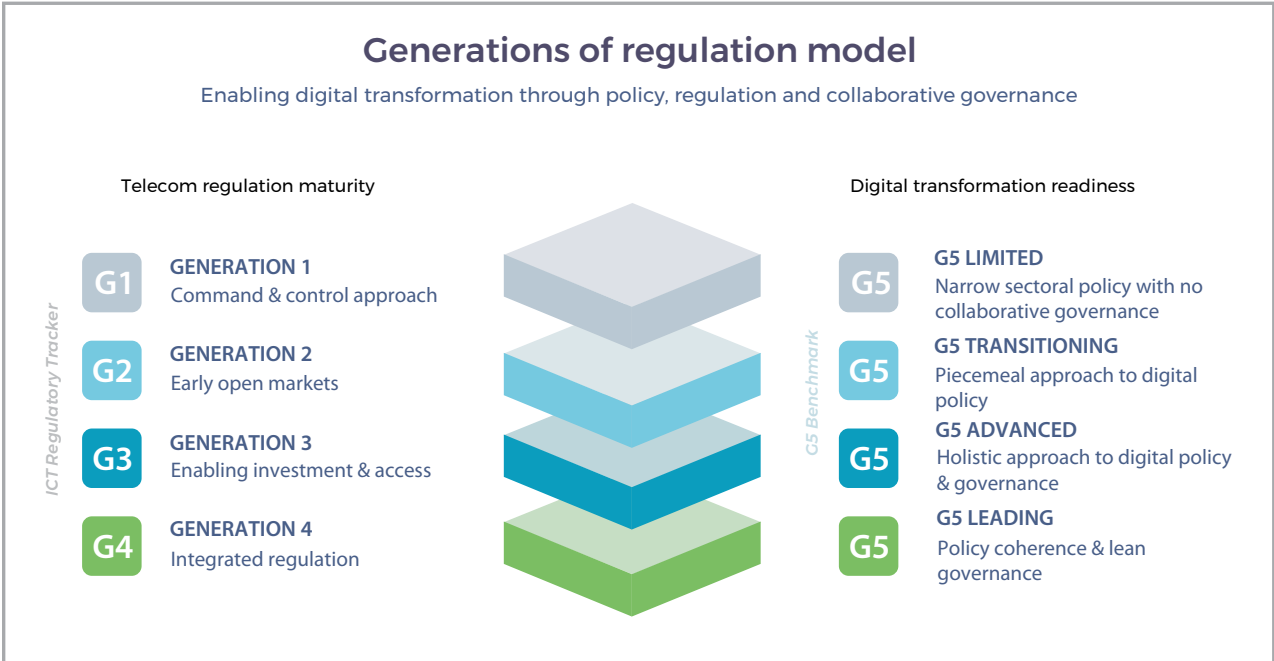 Generations of regulation model
Enabling digital transformation through policy, regulation and collaborative governance
Telecom regulation maturity
ICT Regulatory Tracker
G1
GENERATION 1
Command & control approach
G2
GENERATION 2
Early open markets
G3
GENERATION 3
Enabling investment & access
G4
GENERATION 4
Integrated regulation
Digital transformation readiness
G5 Benchmark
G5
G5 LIMITED
Narrow sectoral policy with no
collaborative governance
G5
G5 TRANSITIONING
Piecemeal approach to digital
policy
G5
G5 ADVANCED
Holistic approach to digital policy
& governance
G5
G5 LEADING
Policy coherence & lean
governance